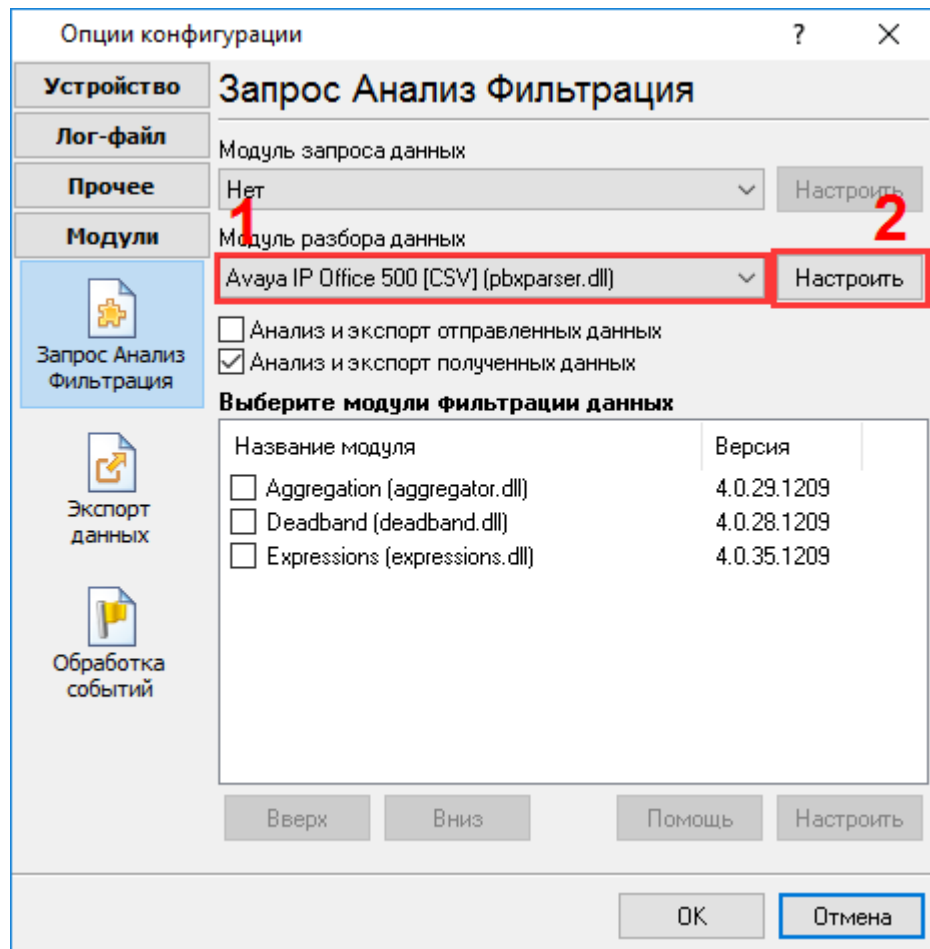 Опции конфигурации
?
Устройство
Лог-файл
Прочее
Модули
Запрос Анализ
Фильтрация
Экспорт
данных
Обработка
событий
Запрос Анализ Фильтрация
Модуль запроса данных
Нет
Настроить
1
2
Модуль разбора данных
Avaya IP Office 500 [CSV] (pbxparser.dll)
Настроить
Анализ и экспорт отправленных данных
Анализ и экспорт полученных данных
Выберите модули фильтрации данных
Название модуля Версия
Aggregation (aggregator.dll) 4.0.29.1209
Deadband (deadband.dll) 4.0.28.1209
Expressions (expressions.dll) 4.0.35.1209
Вверх Вниз Помощь Настроить
OK Отмена